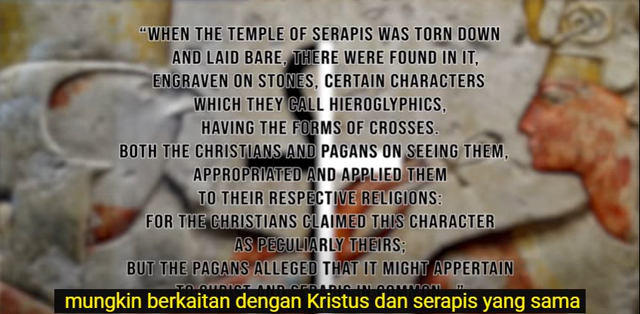 “WHEN THE TEMPLE OF SERAPIS WAS TORN DOWN
AND LAID BARE, THERE WERE FOUND IN IT,
ENGRAVEN ON STONES, CERTAIN CHARACTERS
WHICH THEY CALL HIEROGLYPHICS,
HAVING THE FORMS OF CROSSES.
BOTH THE CHRISTIANS AND PAGANS ON SEEING THEM,
APPROPRIATED AND APPLIED THEM
TO THEIR RESPECTIVE RELIGIONS:
FOR THE CHRISTIANS CLAIMED THIS CHARACTER
AS PECULIARLY THEIRS;
BUT THE PAGANS ALLEGED THAT IT MIGHT APPERTAIN
TO CHRIST AND SERAPIS IN COMMON
mungkin berkaitan dengan Kristus dan serapis yang sama